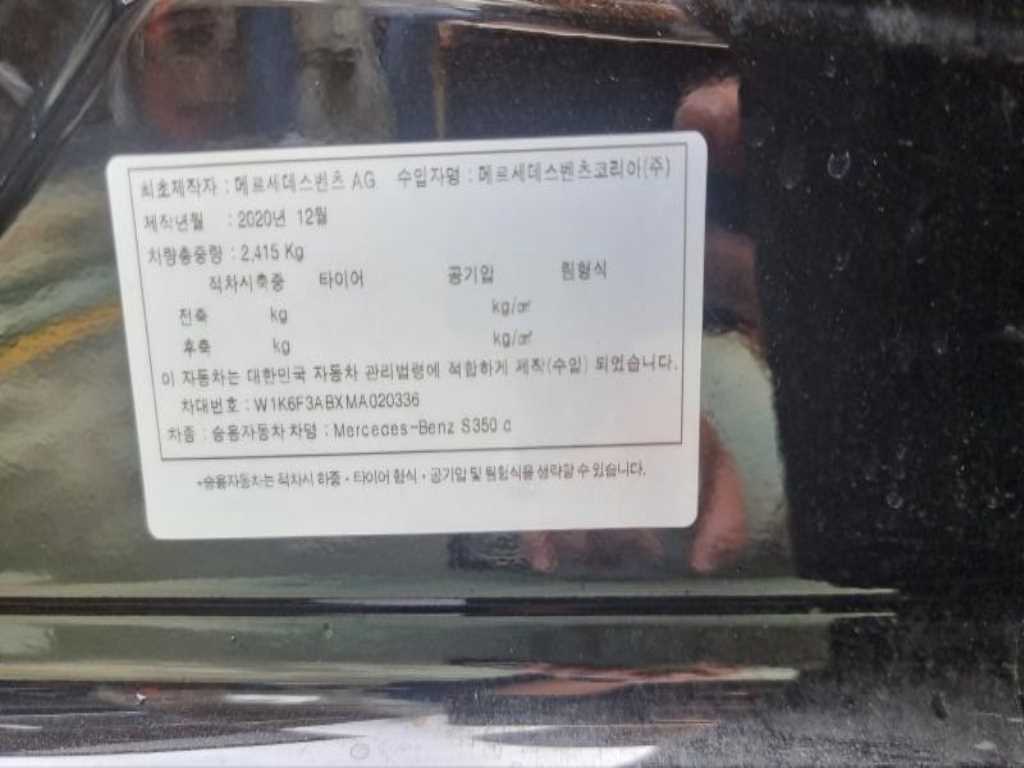 최초제작자 : 메르세데스벤츠 AG 수입자명 : 메르세데스벤츠코리아(주)
제작년월 : 2020년 12월
차량총중량 : 2,415 Kg
적차시축중 타이어 공기압 림형식
전축 kg kg/㎠
후축 kg kg/㎠
이 자동차는 대한민국 자동차 관리법령에 적합하게 제작(수입) 되었습니다.
차대번호 : W1K6F3ABXMA020336
차종 : 승용자동차 차명 : Mercedes-Benz S350 d
*승용자동차는 적차시 하중·타이어 형식·공기압 및 림형식을 생략할 수 있습니다.